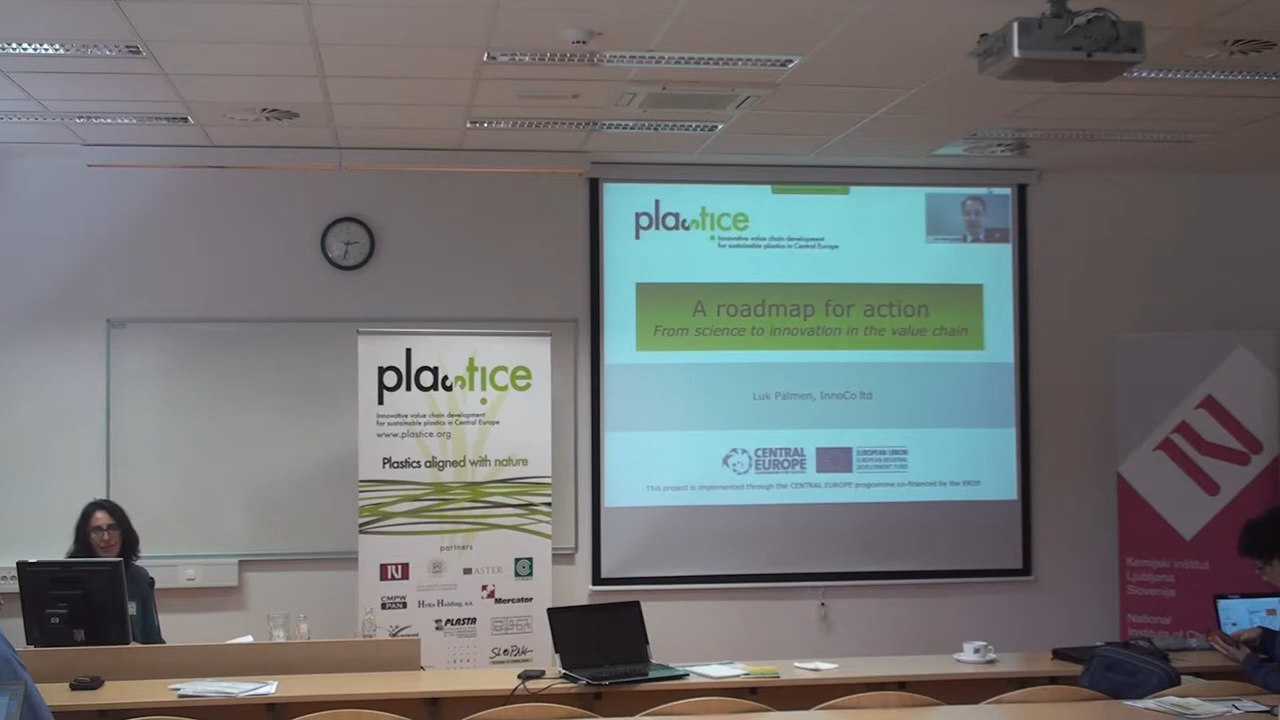 plastice
Innovative value chain development
for sustainable plastics in Central Europe
A roadmap for action
From science to innovation in the value chain
Luk Palmen, InnoCo ltd
CENTRAL
EUROPE
EUROPEAN UNION
EUROPEAN REGIONAL
DEVELOPMENT FUND
This project is implemented through the CENTRAL EUROPE programme co-financed by the ERDF
plastice
Innovative value chain development
for sustainable plastics in Central Europe
www.plastice.org
Plastics aligned with nature
partners
ASTER
CMPW
PAN
Mercator
PLASTA
SLOPAK
Kemijski inštitut
Ljubljana
Slovenija
National